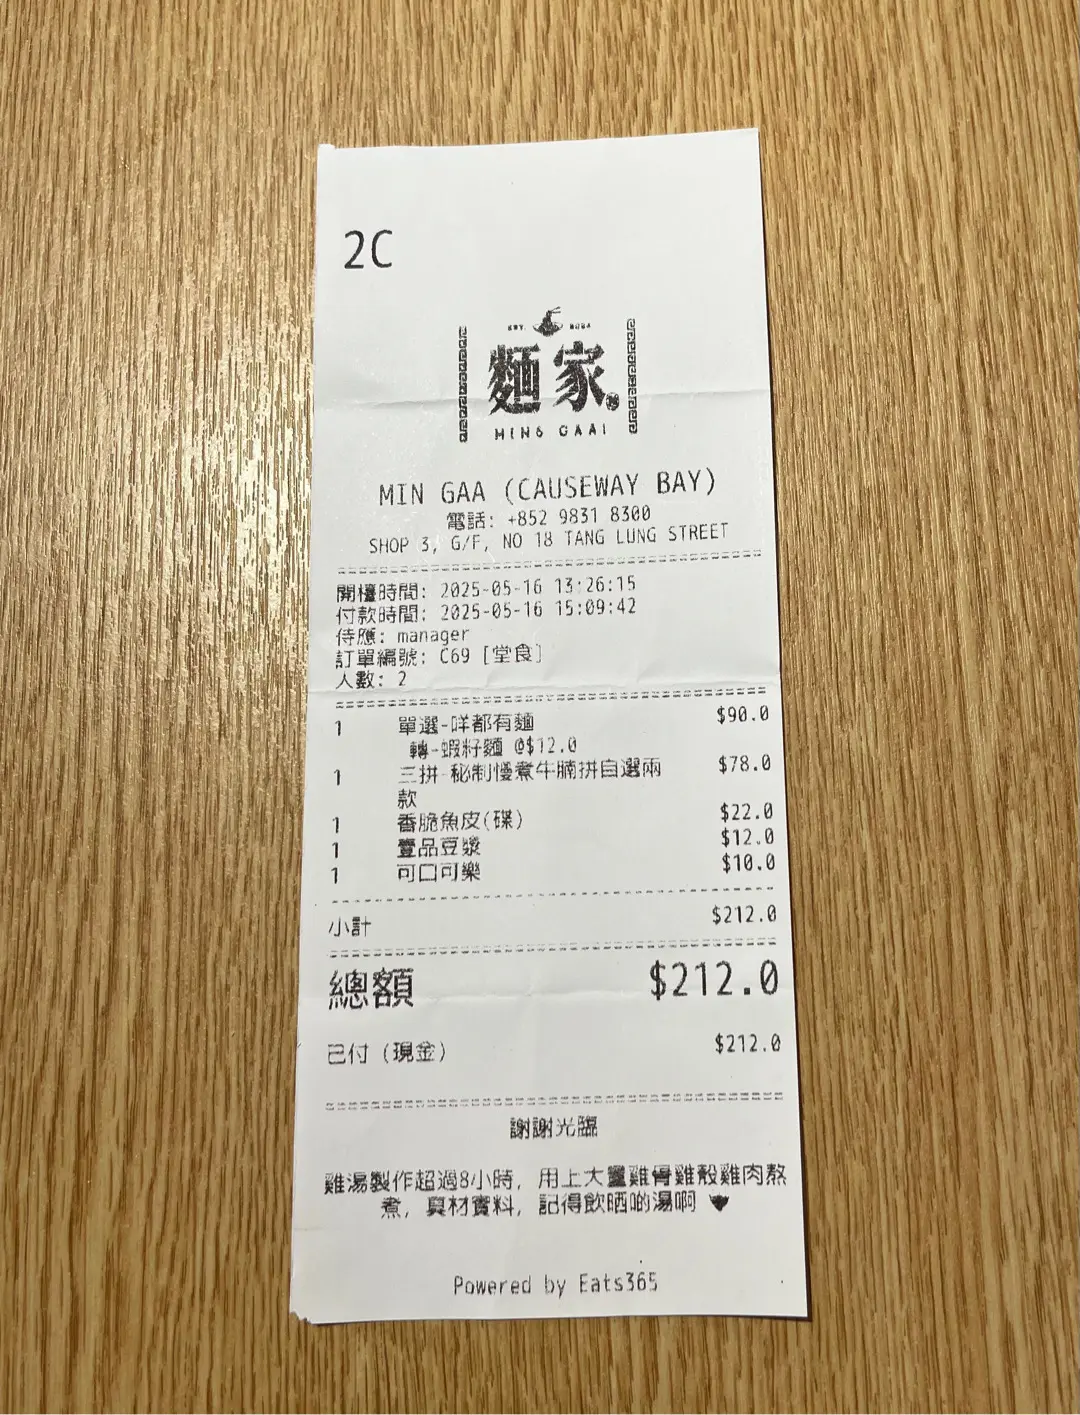 2C
EST. 2024
麵家
MING GAAI
MIN GAA (CAUSEWAY BAY)
電話: +852 9831 8300
SHOP 3, G/F, NO 18 TANG LUNG STREET
開檯時間: 2025-05-16 13:26:15
付款時間: 2025-05-16 15:09:42
侍應: manager
訂單編號: C69 [堂食]
人數: 2
1 單選-咩都有麵 $90.0
轉-蝦籽麵 @$12.0
1 三拼-秘制慢煮牛腩拼自選兩 $78.0
款
1 香脆魚皮(碟) $22.0
1 壹品豆漿 $12.0
1 可口可樂 $10.0
小計 $212.0
總額 $212.0
已付 (現金) $212.0
謝謝光臨
雞湯製作超過8小時, 用上大量雞骨雞殼雞肉熬
煮, 真材實料, 記得飲晒啲湯啊
Powered by Eats365